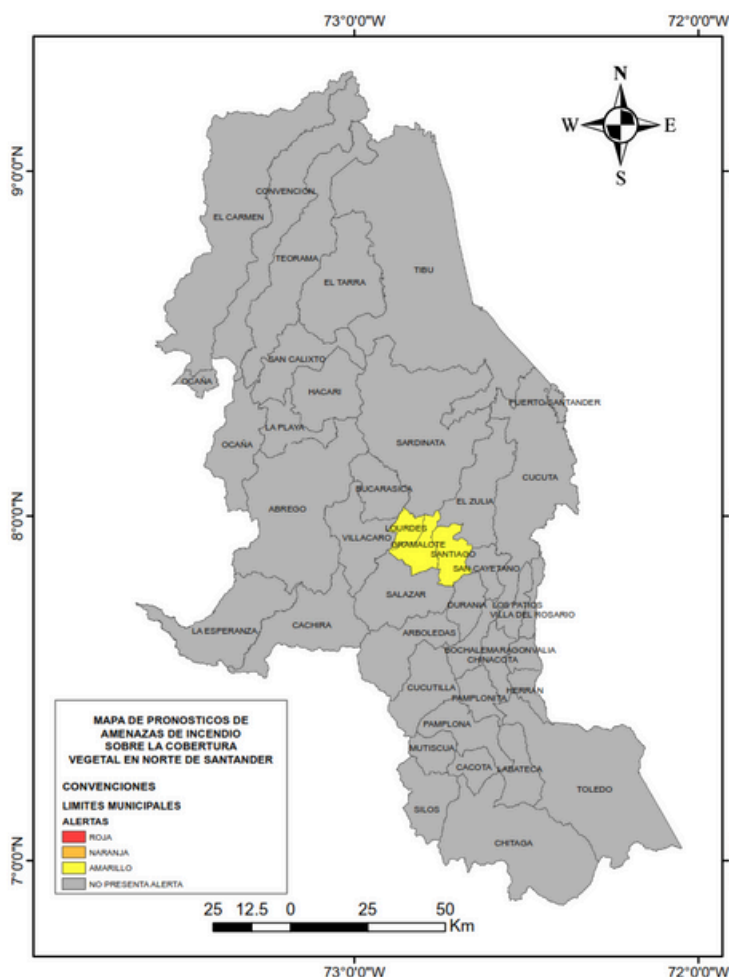 73°0'0"W 72°0'0"W
N
W E
S
9°0'0"N
CONVENCION
EL CARMEN
TEORAMA
TIBU
EL TARRA
SAN CALIXTO
OCAÑA
HACARI
PUERTO SANTANDER
LA PLAYA
OCAÑA
SARDINATA
CUCUTA
BUCARASICA
EL ZULIA
ABREGO
8°0'0"N
LOURDES
VILLACARO
GRAMALOTE
SANTIAGO
SAN CAYETANO
SALAZAR
DURANIA
LOS PATIOS
VILLA DEL ROSARIO
LA ESPERANZA
CACHIRA
ARBOLEDAS
BOCHALEMA
RAGONVALIA
CHINACOTA
CUCUTILLA
HERRAN
PAMPLONITA
PAMPLONA
MUTISCUA
CACOTA
LABATECA
TOLEDO
SILOS
CHITAGA
7°0'0"N
MAPA DE PRONOSTICOS DE
AMENAZAS DE INCENDIO
SOBRE LA COBERTURA
VEGETAL EN NORTE DE SANTANDER
CONVENCIONES
LIMITES MUNICIPALES
ALERTAS
ROJA
NARANJA
AMARILLO
NO PRESENTA ALERTA
25 12.5 0 25 50
Km
73°0'0"W 72°0'0"W